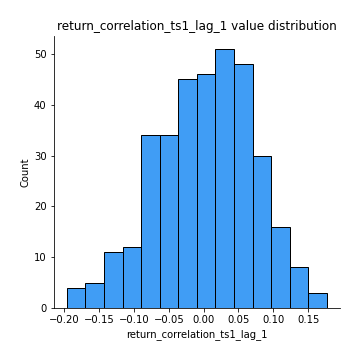 return_correlation_ts1_lag_1 value distribution
50
40
30
20
10
0
Count
−0.20 −0.15 −0.10 −0.05 0.00 0.05 0.10 0.15
return_correlation_ts1_lag_1